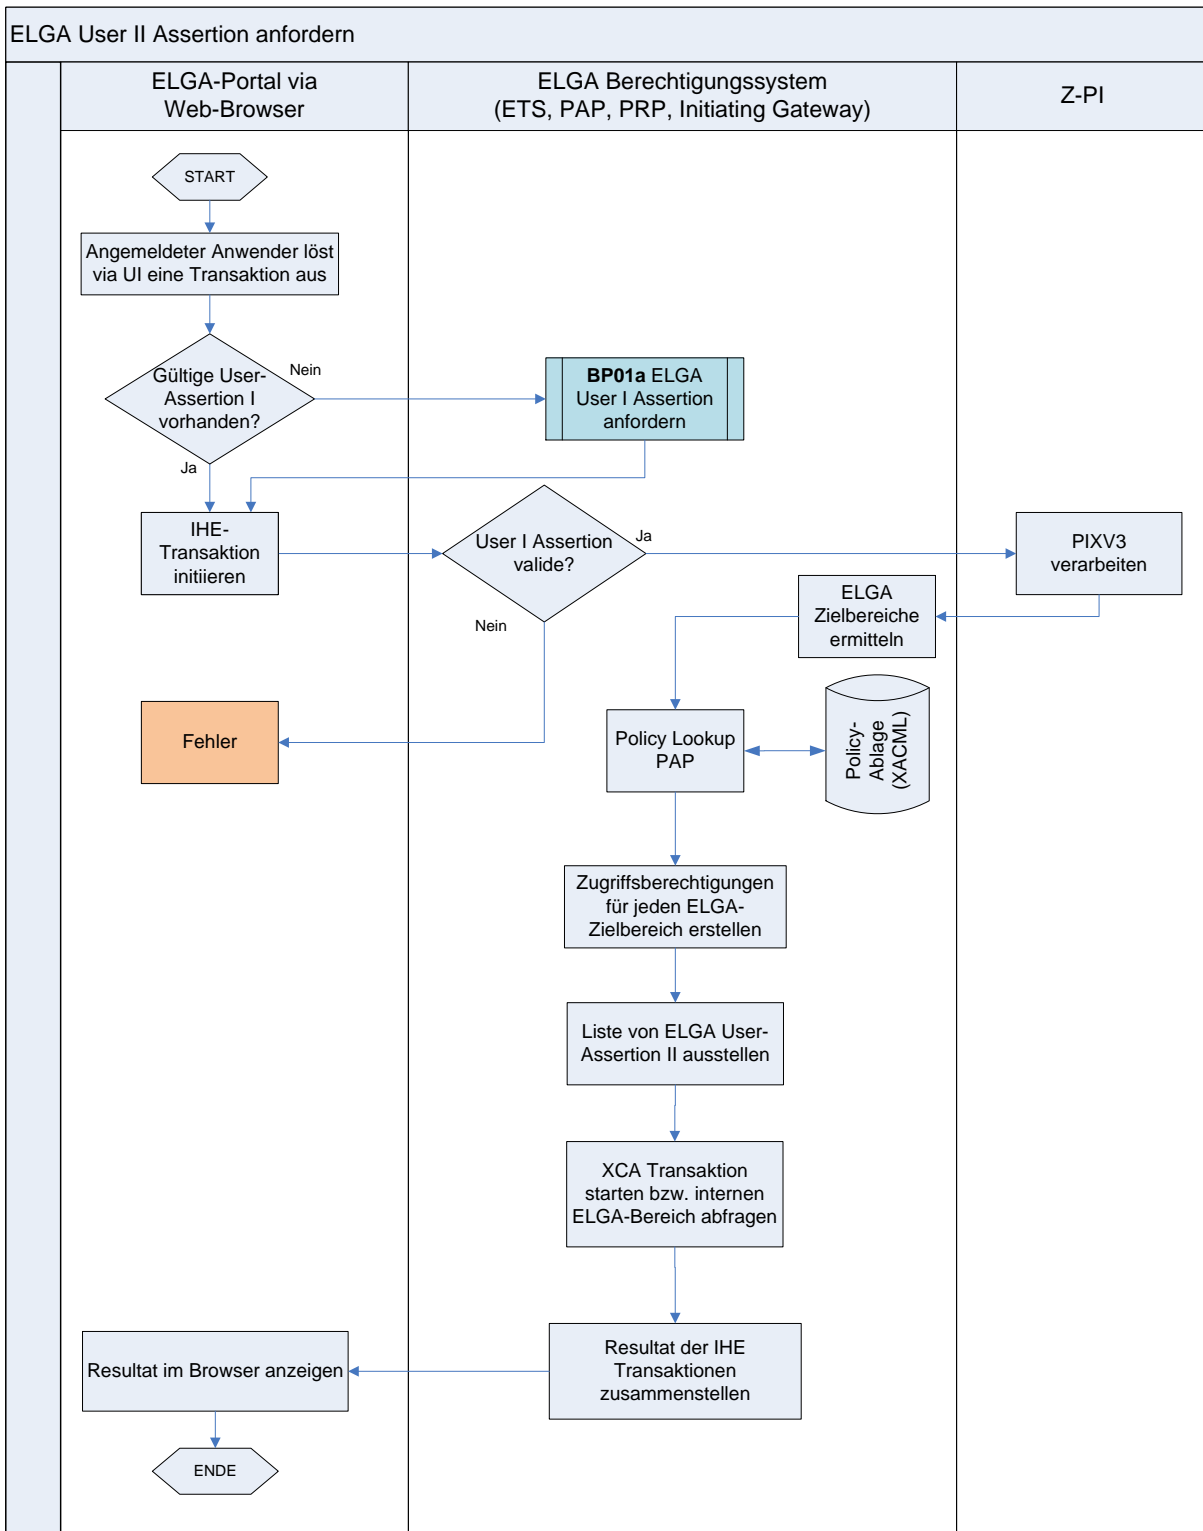 ELGA User II Assertion anfordern
ELGA-Portal via
Web-Browser
ELGA Berechtigungssystem
(ETS, PAP, PRP, Initiating Gateway)
Z-PI
START
Angemeldeter Anwender löst
via UI eine Transaktion aus
Gültige User-
Assertion I
vorhanden?
Nein
BP01a ELGA
User I Assertion
anfordern
Ja
IHE-
Transaktion
initiieren
User I Assertion
valide?
Ja
PIXV3
verarbeiten
Nein
ELGA
Zielbereiche
ermitteln
Fehler
Policy Lookup
PAP
Policy-
Ablage
(XACML)
Zugriffsberechtigungen
für jeden ELGA-
Zielbereich erstellen
Liste von ELGA User-
Assertion II ausstellen
XCA Transaktion
starten bzw. internen
ELGA-Bereich abfragen
Resultat der IHE
Transaktionen
zusammenstellen
Resultat im Browser anzeigen
ENDE